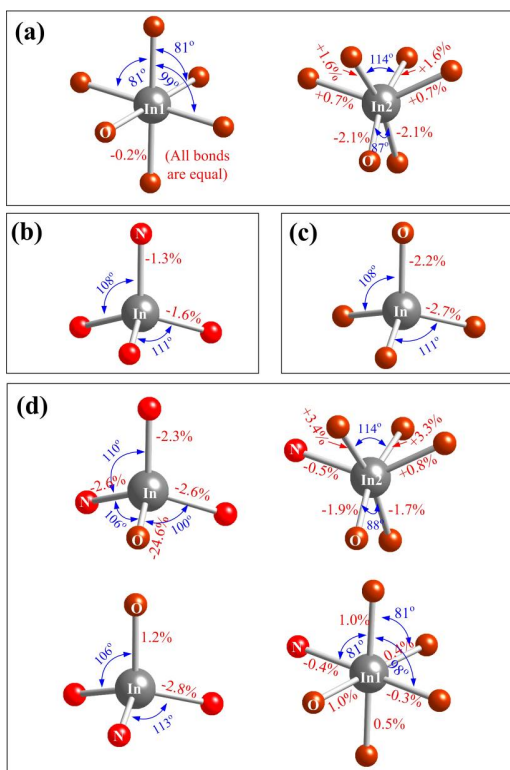 (a)
81°
81°
99°
In1
O
-0.2%
(All bonds
are equal)
114°
+1.6%
+1.6%
+0.7%
+0.7%
In2
-2.1%
-2.1%
87°
O
(b)
N
-1.3%
108°
In
-1.6%
111°
(c)
O
-2.2%
108°
In
-2.7%
111°
(d)
-2.3%
110°
-2.6%
N
In
-2.6%
106°
O
-24.6%
100°
+3.4%
114°
+3.3%
N
-0.5%
+0.8%
In2
-1.9%
-1.7%
88°
O
O
1.2%
106°
In
-2.8%
N
113°
1.0%
81°
N
81°
0.4%
-0.4%
In1
98°
O
1.0%
-0.3%
0.5%